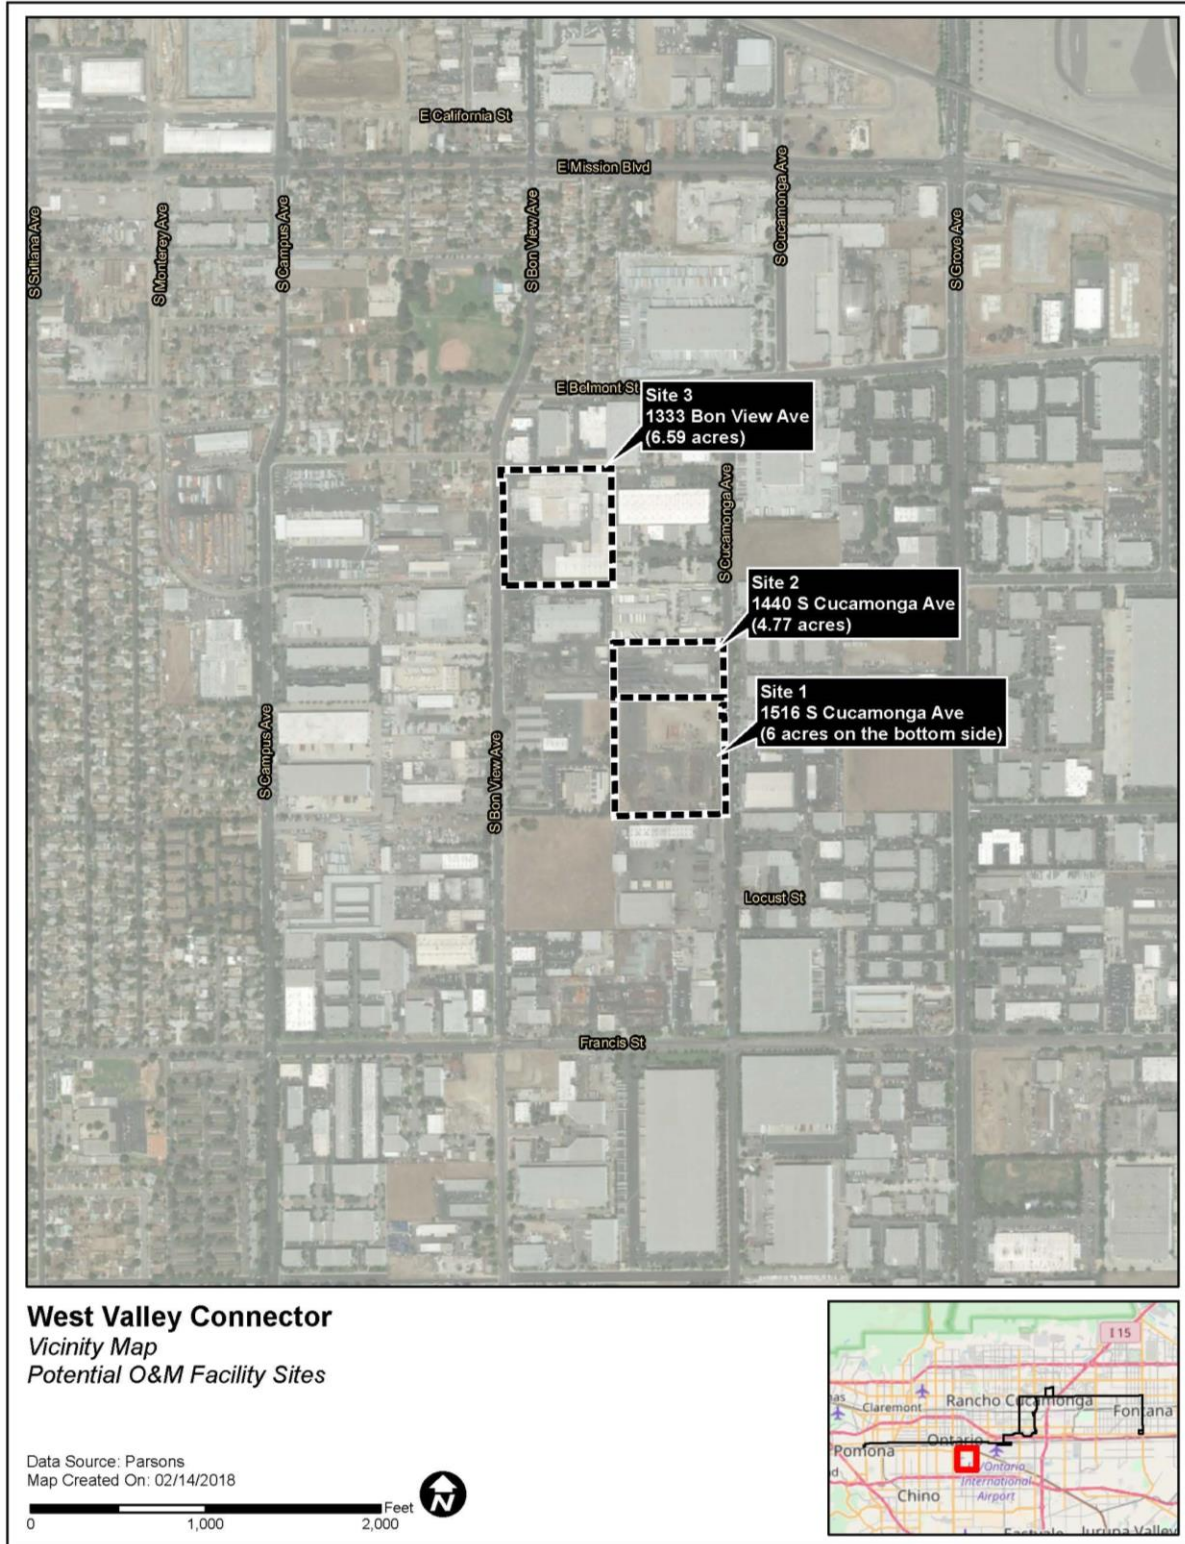 E California St
E Mission Blvd
S Cucamonga Ave
S Sultana Ave
S Monterey Ave
S Campus Ave
S Bon View Ave
S Grove Ave
E Belmont St
Site 3
1333 Bon View Ave
(6.59 acres)
S Cucamonga Ave
Site 2
1440 S Cucamonga Ave
(4.77 acres)
Site 1
1516 S Cucamonga Ave
(6 acres on the bottom side)
S Campus Ave
S Bon View Ave
Locust St
Francis St
West Valley Connector
Vicinity Map
Potential O&M Facility Sites
Data Source: Parsons
Map Created On: 02/14/2018
Feet
0 1,000 2,000
N
I 15
Claremont
Rancho Cucamonga
Fontana
Pomona
Ontario
/Ontario
International
Airport
Chino
Jurupa Valley